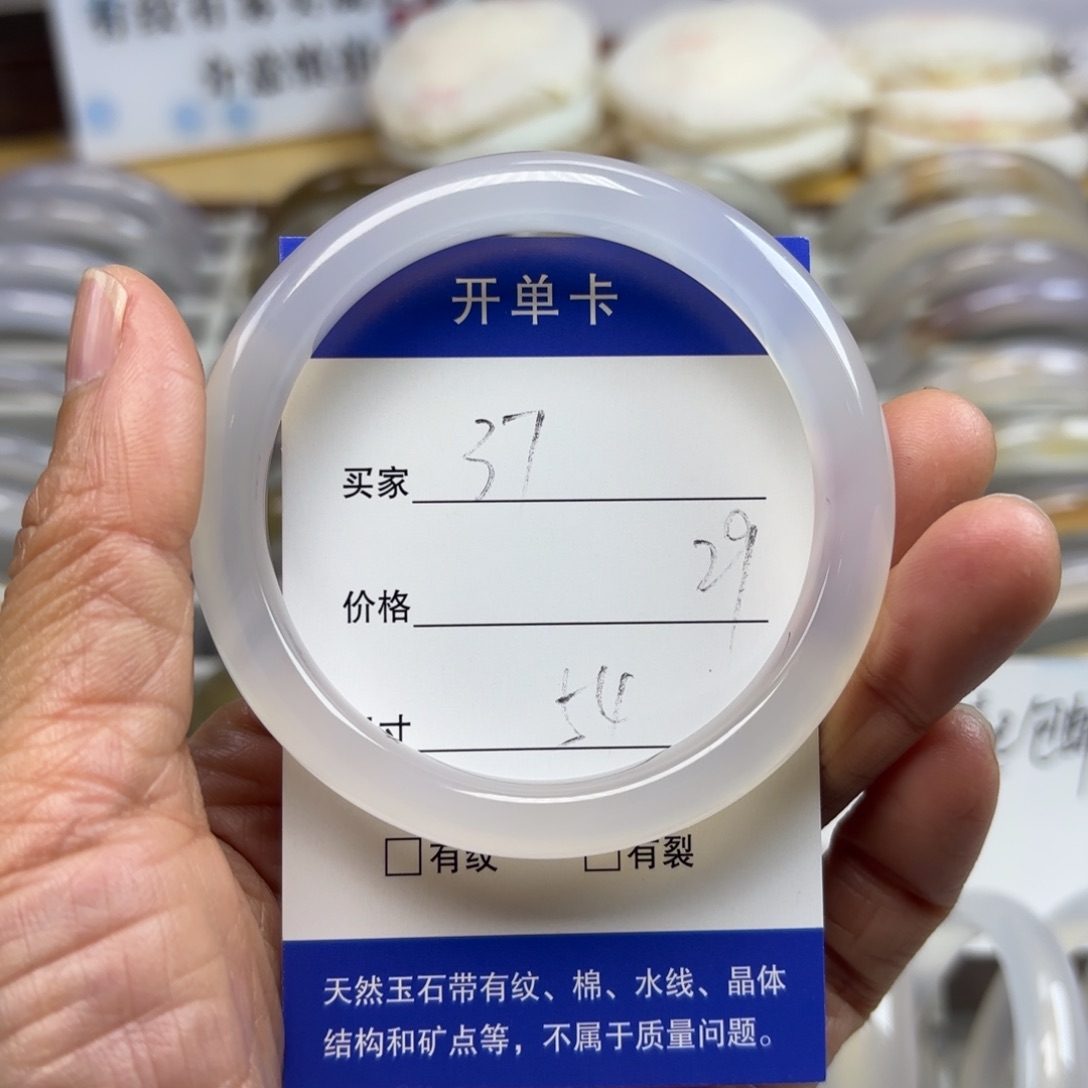 开单卡
买家 37
价格 29
寸 54
有纹 有裂
天然玉石带有纹、棉、水线、晶体
结构和矿点等，不属于质量问题。